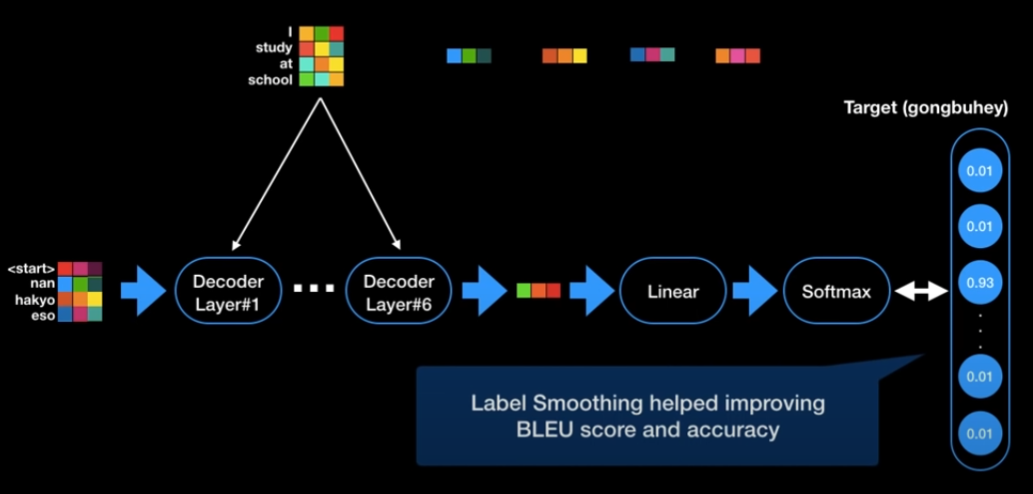 I
study
at
school
Target (gongbuhey)
0.01
0.01
<start>
nan
hakyo
eso
Decoder
Layer#1
Decoder
Layer#6
Linear
Softmax
0.93
0.01
0.01
Label Smoothing helped improving
BLEU score and accuracy